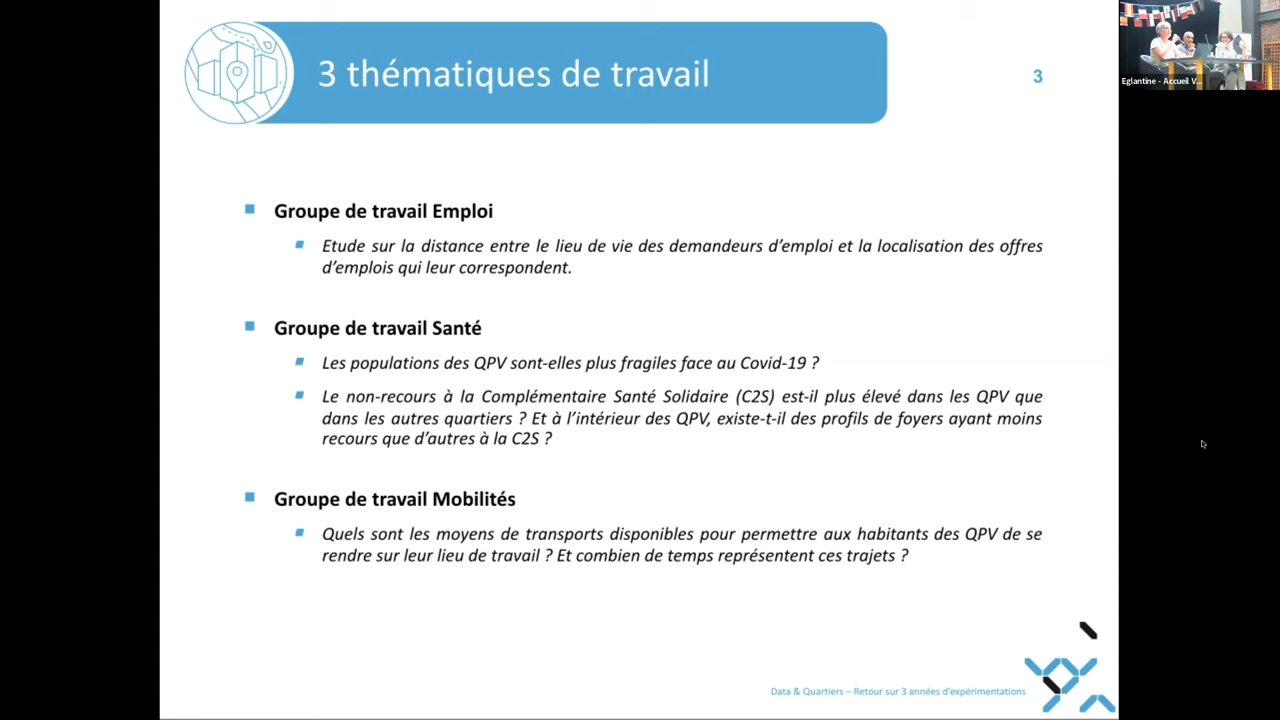 3 thématiques de travail
3
Eglantine - Accueil V...
Groupe de travail Emploi
Etude sur la distance entre le lieu de vie des demandeurs d’emploi et la localisation des offres
d’emplois qui leur correspondent.
Groupe de travail Santé
Les populations des QPV sont-elles plus fragiles face au Covid-19 ?
Le non-recours à la Complémentaire Santé Solidaire (C2S) est-il plus élevé dans les QPV que
dans les autres quartiers ? Et à l’intérieur des QPV, existe-t-il des profils de foyers ayant moins
recours que d’autres à la C2S ?
Groupe de travail Mobilités
Quels sont les moyens de transports disponibles pour permettre aux habitants des QPV de se
rendre sur leur lieu de travail ? Et combien de temps représentent ces trajets ?
Data & Quartiers – Retour sur 3 années d’expérimentations